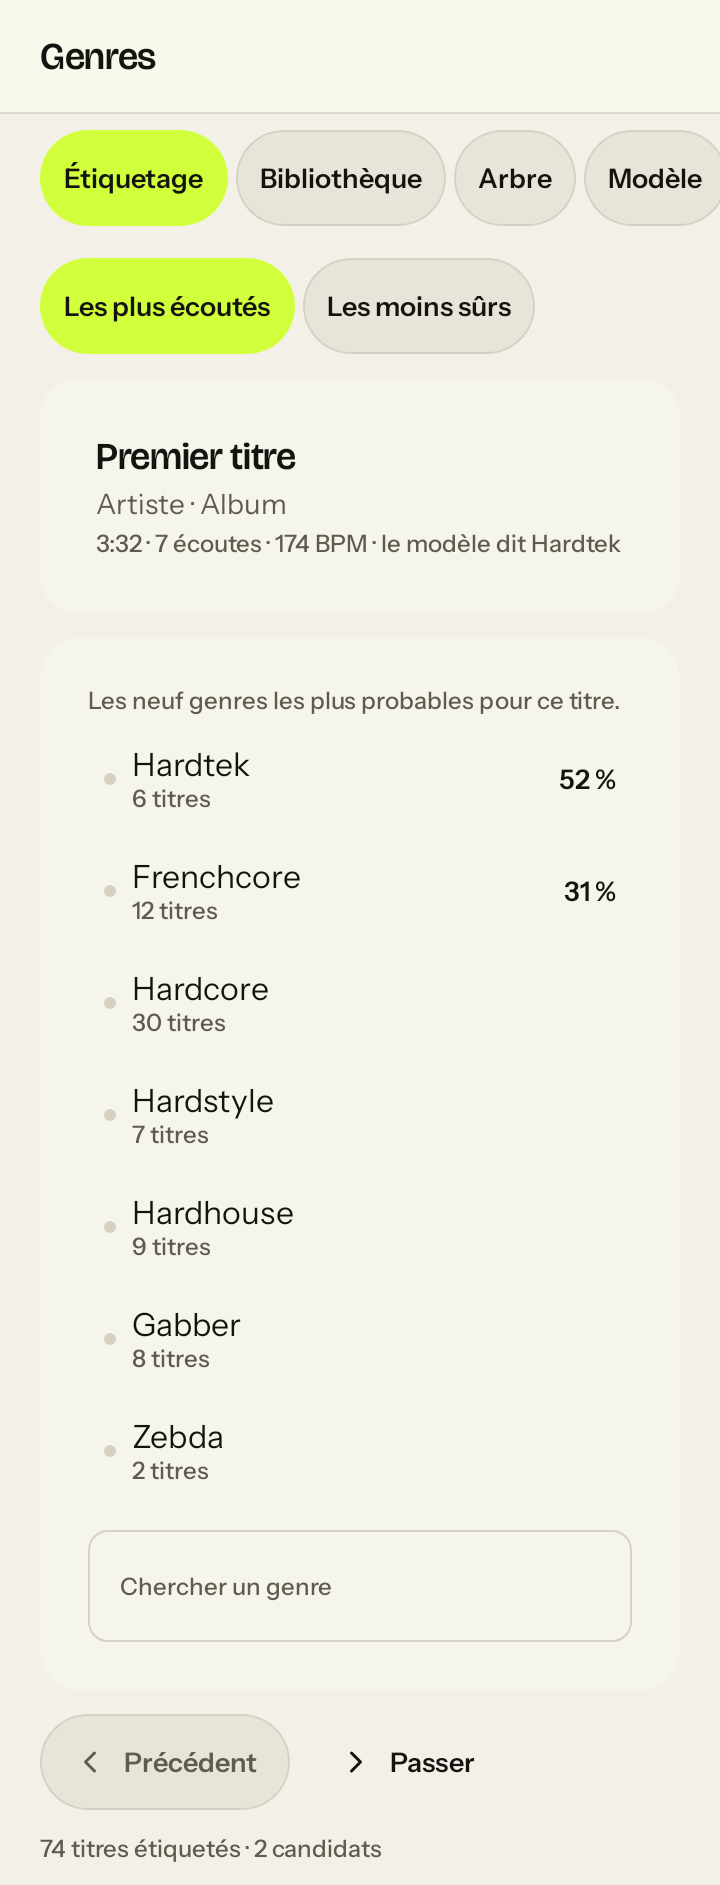 Genres
Étiquetage
Bibliothèque
Arbre
Modèle
Les plus écoutés
Les moins sûrs
Premier titre
Artiste · Album
3:32 · 7 écoutes · 174 BPM · le modèle dit Hardtek
Les neuf genres les plus probables pour ce titre.
Hardtek
6 titres
52 %
Frenchcore
12 titres
31 %
Hardcore
30 titres
Hardstyle
7 titres
Hardhouse
9 titres
Gabber
8 titres
Zebda
2 titres
Chercher un genre
Précédent
Passer
74 titres étiquetés · 2 candidats